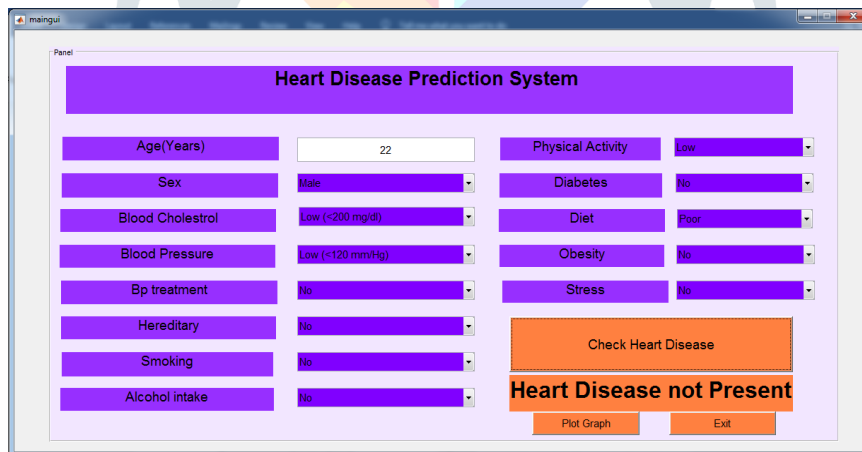 maingui
Panel
Heart Disease Prediction System
Age(Years)
22
Physical Activity
Low
Sex
Male
Diabetes
No
Blood Cholestrol
Low (<200 mg/dl)
Diet
Poor
Blood Pressure
Low (<120 mm/Hg)
Obesity
No
Bp treatment
No
Stress
No
Hereditary
No
Smoking
No
Alcohol intake
No
Check Heart Disease
Heart Disease not Present
Plot Graph
Exit